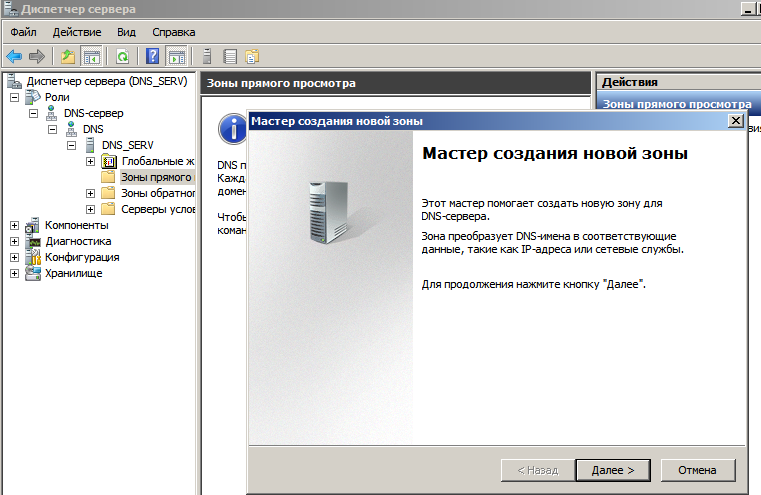 Диспетчер сервера
Файл Действие Вид Справка
Диспетчер сервера (DNS_SERV)
Роли
DNS-сервер
DNS
DNS_SERV
Глобальные ж
Зоны прямого
Зоны обратног
Серверы услов
Компоненты
Диагностика
Конфигурация
Хранилище
Зоны прямого просмотра
DNS п
Кажд
домен
Чтобы
коман
Действия
Зоны прямого просмотра
Мастер создания новой зоны
Мастер создания новой зоны
Этот мастер помогает создать новую зону для
DNS-сервера.
Зона преобразует DNS-имена в соответствующие
данные, такие как IP-адреса или сетевые службы.
Для продолжения нажмите кнопку "Далее".
< Назад Далее > Отмена